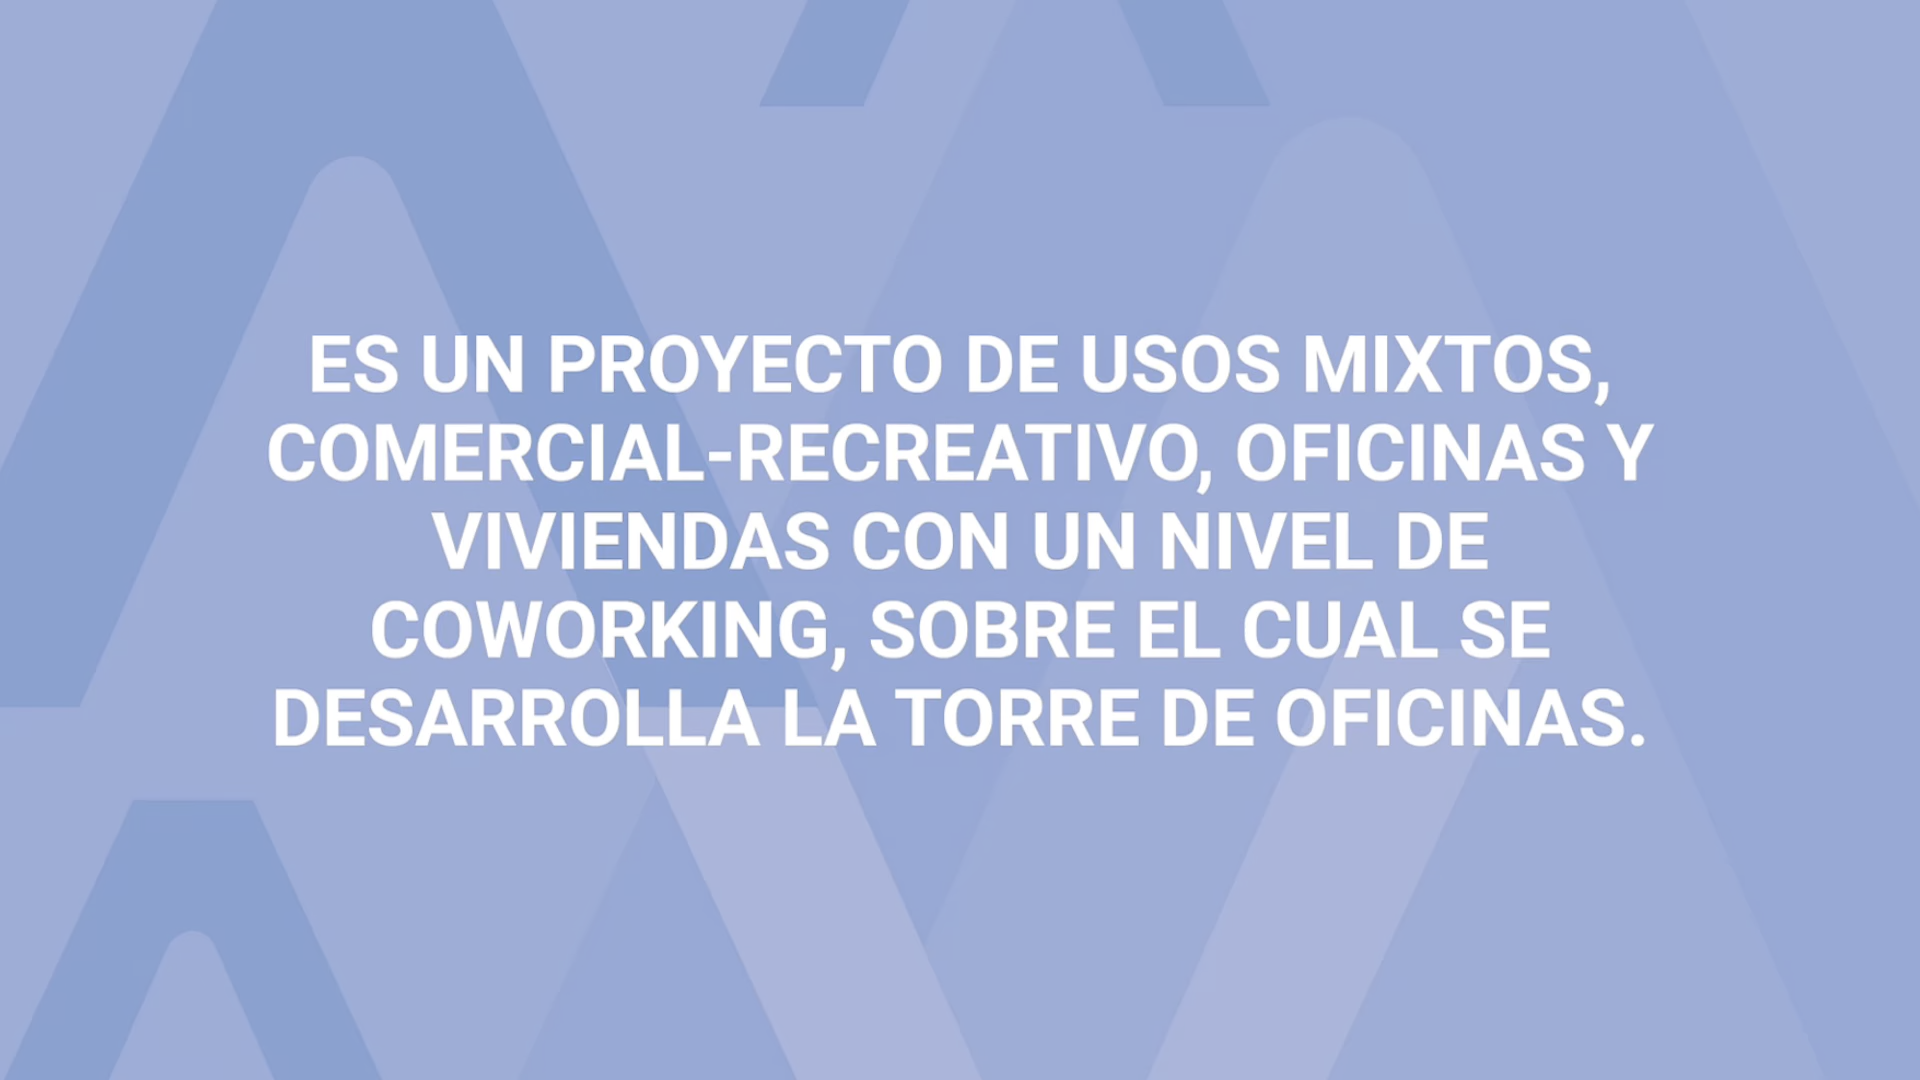 ES UN PROYECTO DE USOS MIXTOS,
COMERCIAL-RECREATIVO, OFICINAS Y
VIVIENDAS CON UN NIVEL DE
COWORKING, SOBRE EL CUAL SE
DESARROLLA LA TORRE DE OFICINAS.